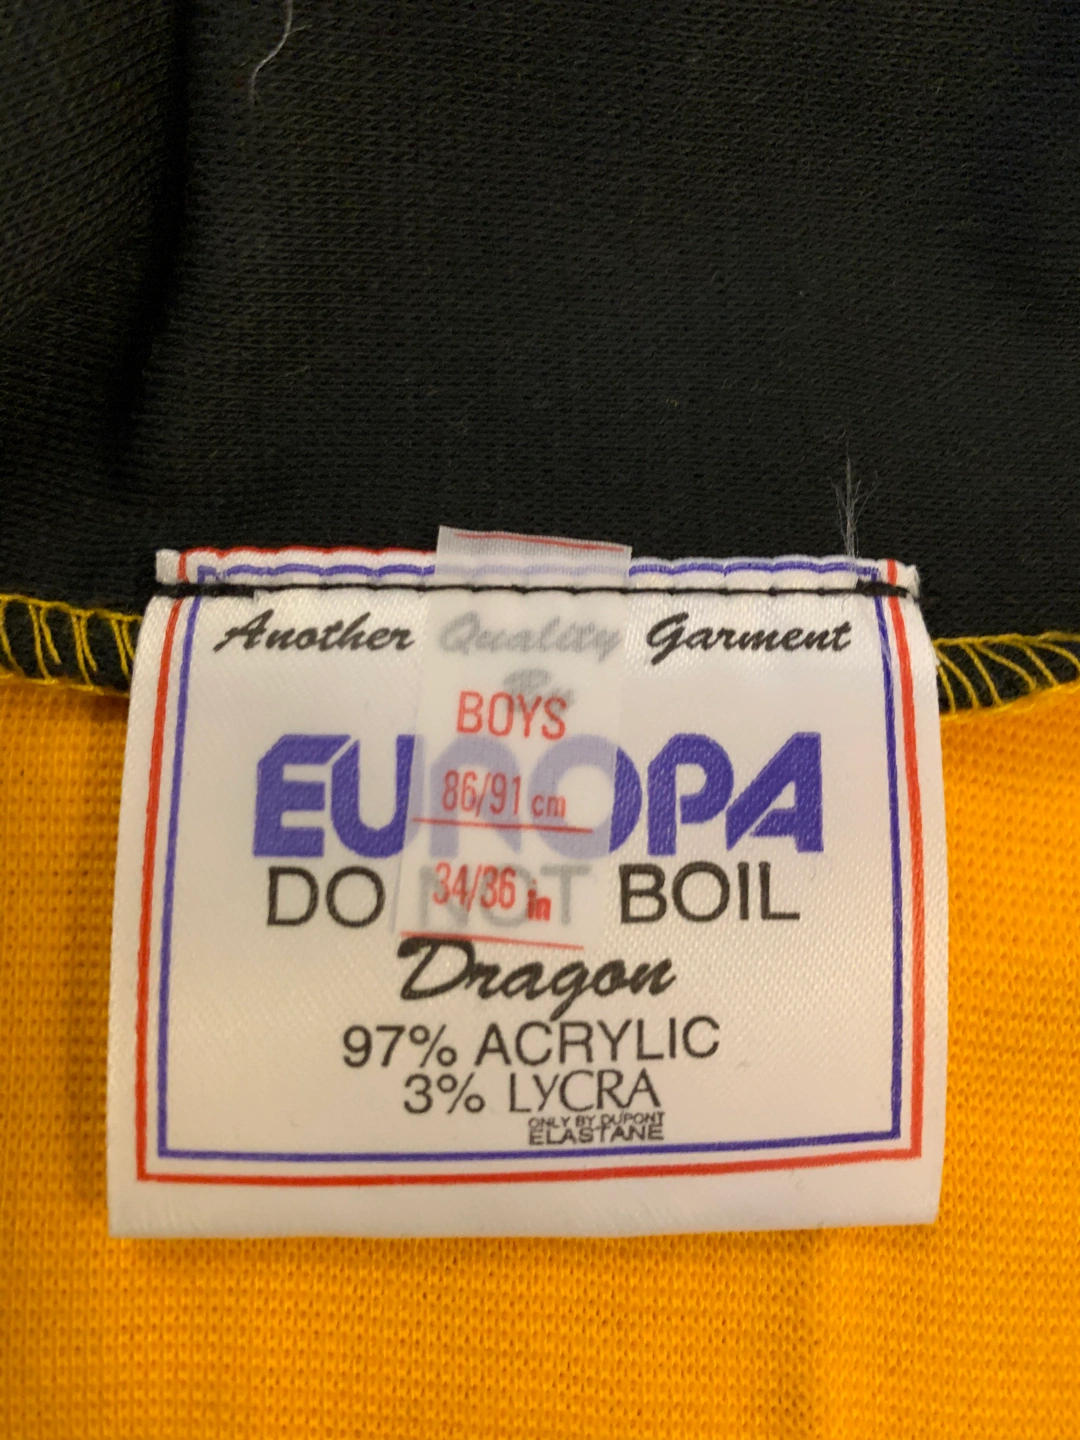 Another Quality Garment
By
BOYS
EUROPA
86/91 cm
DO NOT BOIL
34/36 in
Dragon
97% ACRYLIC
3% LYCRA
ONLY BY DUPONT
ELASTANE